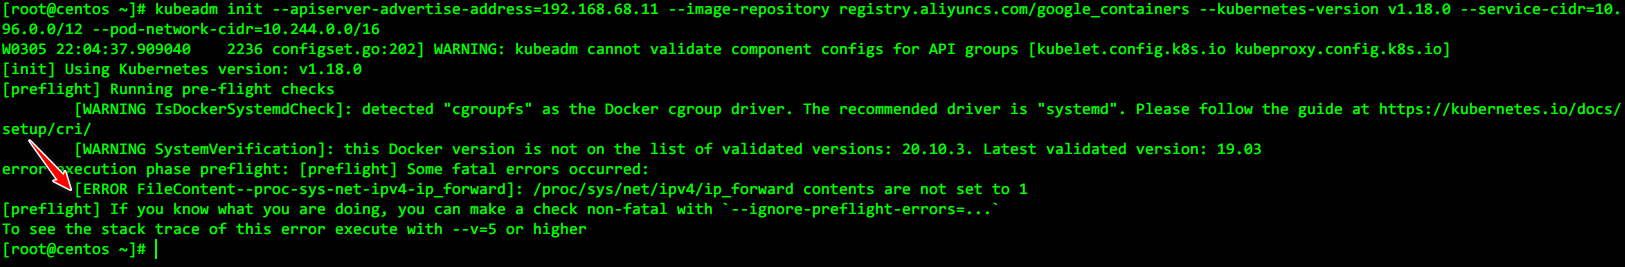 [root@centos ~]# kubeadm init --apiserver-advertise-address=192.168.68.11 --image-repository registry.aliyuncs.com/google_containers --kubernetes-version v1.18.0 --service-cidr=10.
96.0.0/12 --pod-network-cidr=10.244.0.0/16
W0305 22:04:37.909040    2236 configset.go:202] WARNING: kubeadm cannot validate component configs for API groups [kubelet.config.k8s.io kubeproxy.config.k8s.io]
[init] Using Kubernetes version: v1.18.0
[preflight] Running pre-flight checks
        [WARNING IsDockerSystemdCheck]: detected "cgroupfs" as the Docker cgroup driver. The recommended driver is "systemd". Please follow the guide at https://kubernetes.io/docs/
setup/cri/
        [WARNING SystemVerification]: this Docker version is not on the list of validated versions: 20.10.3. Latest validated version: 19.03
error execution phase preflight: [preflight] Some fatal errors occurred:
        [ERROR FileContent--proc-sys-net-ipv4-ip_forward]: /proc/sys/net/ipv4/ip_forward contents are not set to 1
[preflight] If you know what you are doing, you can make a check non-fatal with `--ignore-preflight-errors=...`
To see the stack trace of this error execute with --v=5 or higher
[root@centos ~]#